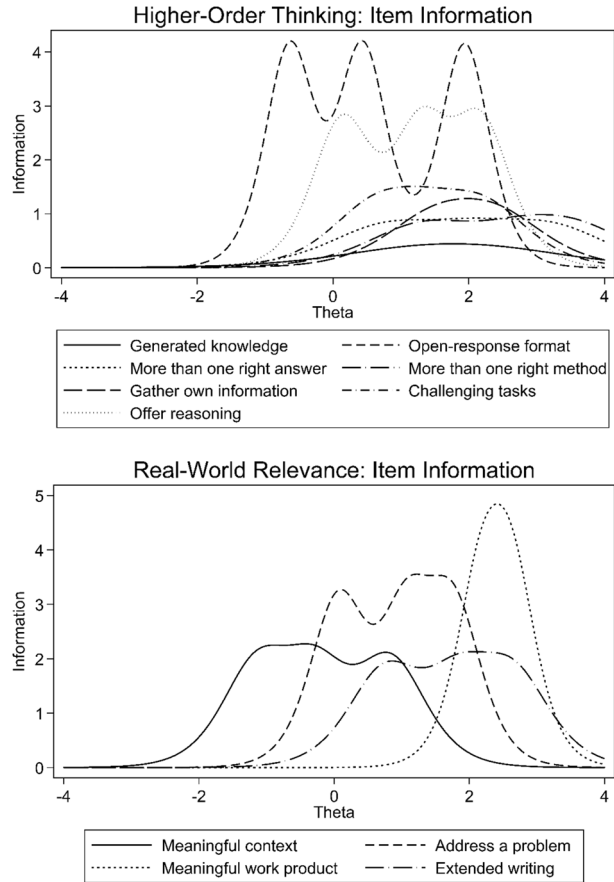 Higher-Order Thinking: Item Information
4
3
2
1
0
Information
-4 -2 0 2 4
Theta
Generated knowledge Open-response format
More than one right answer More than one right method
Gather own information Challenging tasks
Offer reasoning
Real-World Relevance: Item Information
5
4
3
2
1
0
Information
-4 -2 0 2 4
Theta
Meaningful context Address a problem
Meaningful work product Extended writing